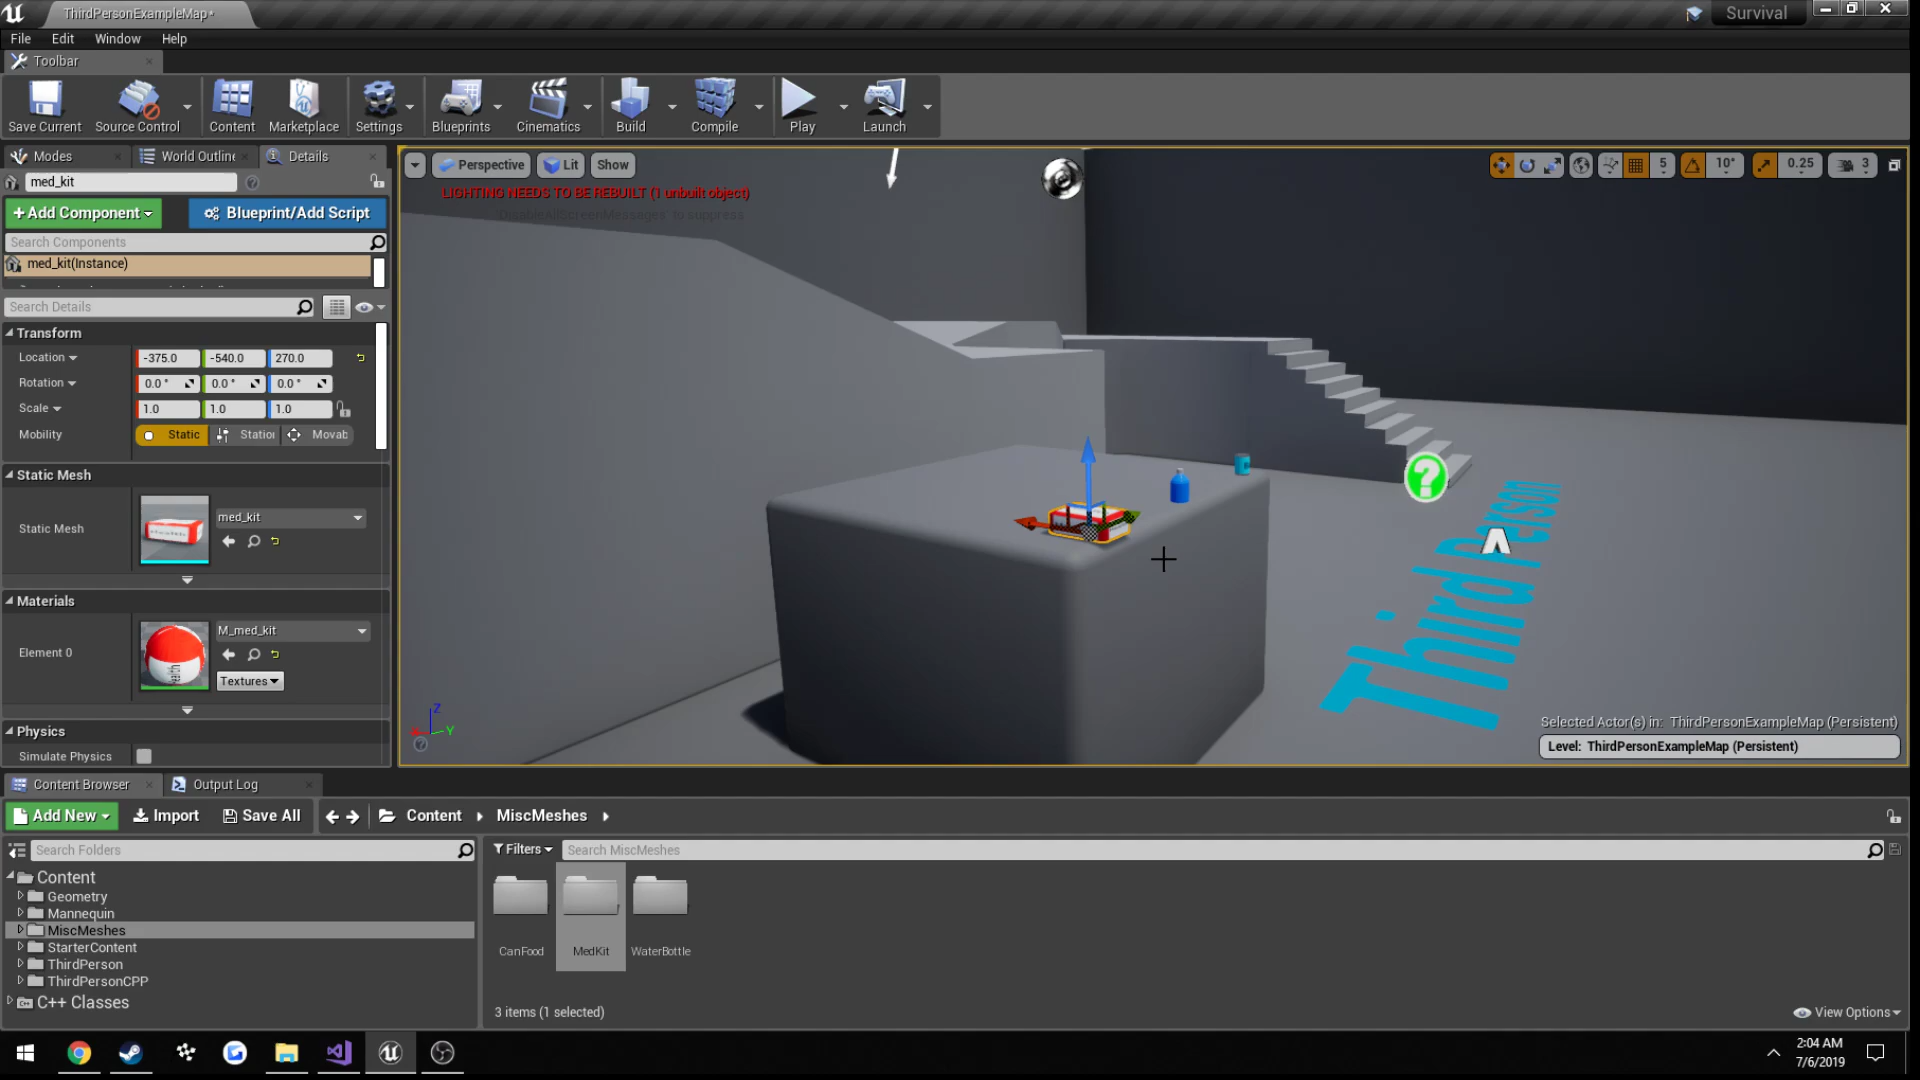 ThirdPersonExampleMap*
Survival
File Edit Window Help
Toolbar
Save Current Source Control Content Marketplace Settings Blueprints Cinematics Build Compile Play Launch
Modes World Outline Details
med_kit
+Add Component Blueprint/Add Script
Search Components
med_kit(Instance)
Search Details
Transform
Location -375.0 -540.0 270.0
Rotation 0.0 ° 0.0 ° 0.0 °
Scale 1.0 1.0 1.0
Mobility Static Station Movab
Static Mesh
Static Mesh med_kit
Materials
Element 0 M_med_kit
Textures
Physics
Simulate Physics
Perspective Lit Show
5 10° 0.25 3
LIGHTING NEEDS TO BE REBUILT (1 unbuilt object)
'DisableAllScreenMessages' to suppress
Third Person
Z
Y
Selected Actor(s) in: ThirdPersonExampleMap (Persistent)
Level: ThirdPersonExampleMap (Persistent)
Content Browser Output Log
Add New Import Save All Content MiscMeshes
Search Folders
Filters Search MiscMeshes
Content
Geometry
Mannequin
MiscMeshes
StarterContent
ThirdPerson
ThirdPersonCPP
C++ Classes
CanFood MedKit WaterBottle
3 items (1 selected)
View Options
2:04 AM
7/6/2019